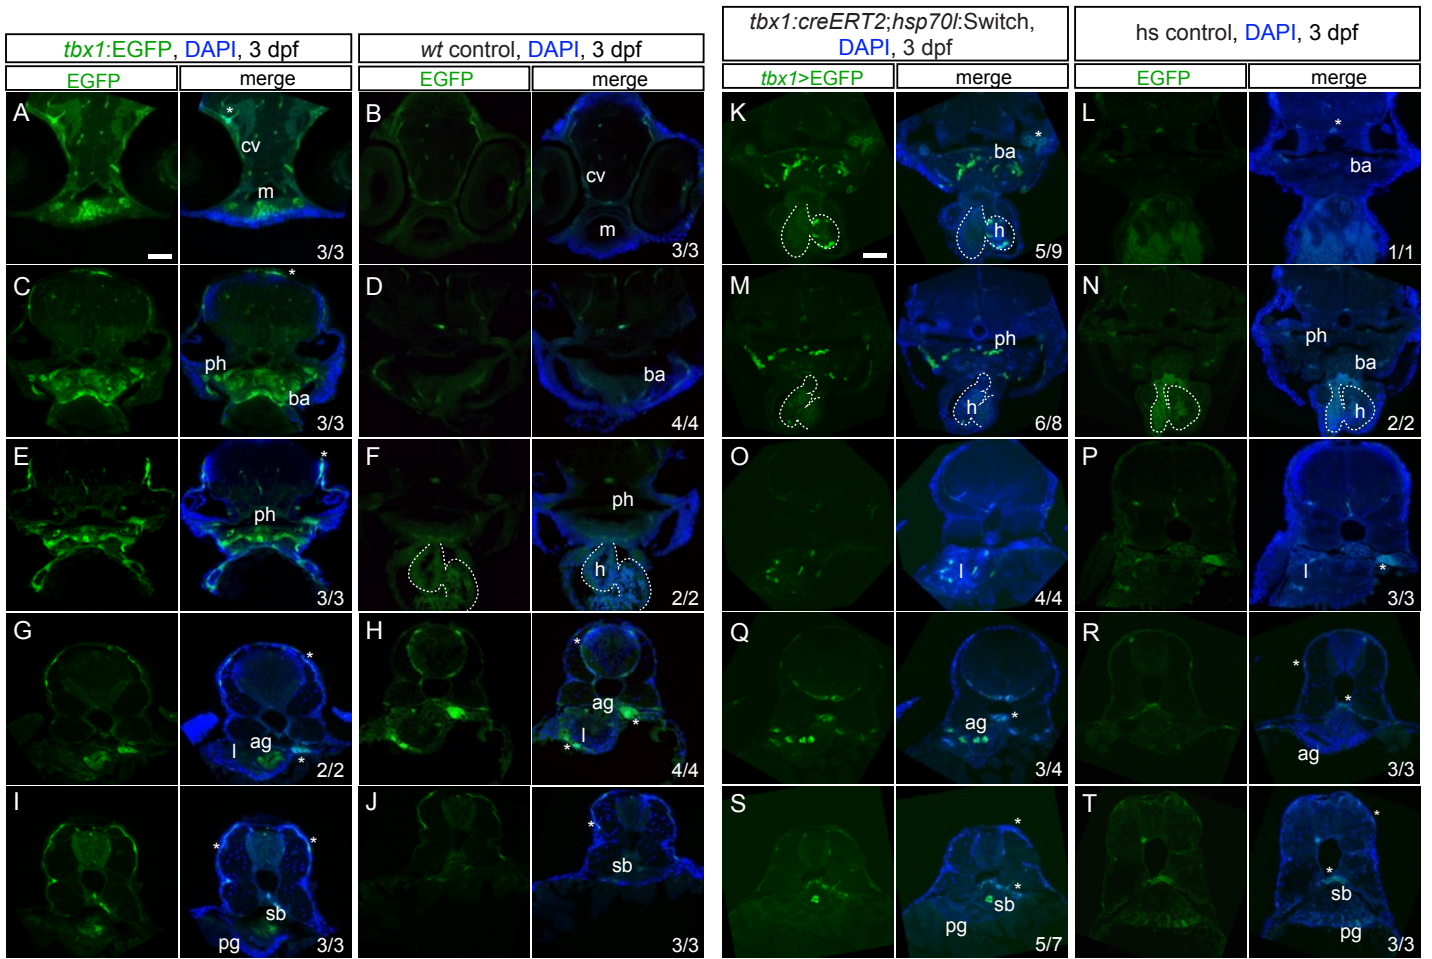 tbx1:EGFP, DAPI, 3 dpf
EGFP
merge
wt control, DAPI, 3 dpf
EGFP
merge
tbx1:creERT2;hsp70l:Switch,
DAPI, 3 dpf
tbx1>EGFP
merge
hs control, DAPI, 3 dpf
EGFP
merge
A
*
cv
m
3/3
B
cv
m
3/3
K
*
ba
h
5/9
L
*
ba
1/1
C
*
ph
ba
3/3
D
ba
4/4
M
ph
h
6/8
N
ph
ba
h
2/2
E
*
ph
3/3
F
ph
h
2/2
O
l
4/4
P
l
*
3/3
G
*
l
ag
*
2/2
H
*
ag
l
*
*
4/4
Q
ag
*
3/4
R
*
*
ag
3/3
I
*
*
sb
pg
3/3
J
*
sb
3/3
S
*
*
sb
pg
5/7
T
*
*
sb
pg
3/3